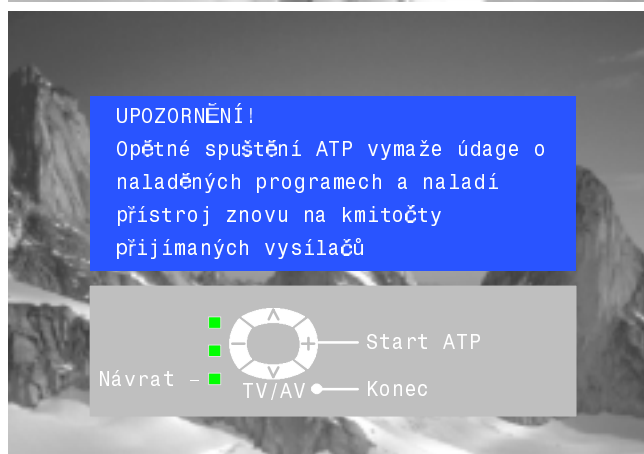 UPOZORNĚNÍ!
Opětné spuštění ATP vymaže údage o
naladěných programech a naladí
přístroj znovu na kmitočty
přijímaných vysílačů
Start ATP
Návrat –
TV/AV
Konec